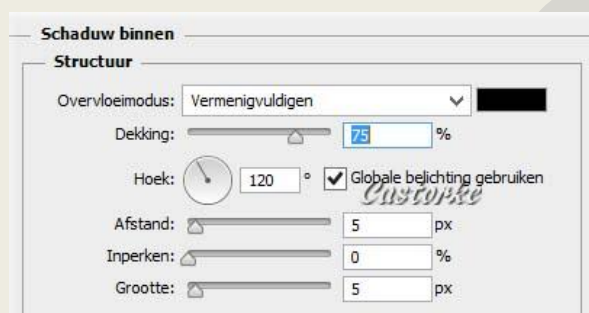 Schaduw binnen
Structuur
Overvloeimodus: Vermenigvuldigen
Dekking: 75 %
Hoek: 120 ° Globale belichting gebruiken
Castorke
Afstand: 5 px
Inperken: 0 %
Grootte: 5 px